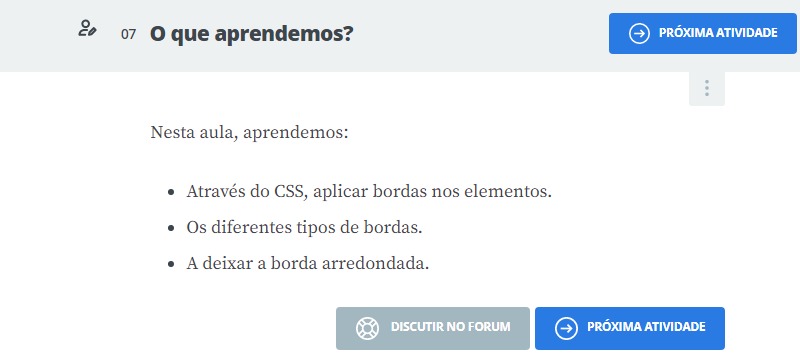 07 O que aprendemos?
PRÓXIMA ATIVIDADE
Nesta aula, aprendemos:
• Através do CSS, aplicar bordas nos elementos.
• Os diferentes tipos de bordas.
• A deixar a borda arredondada.
DISCUTIR NO FORUM
PRÓXIMA ATIVIDADE